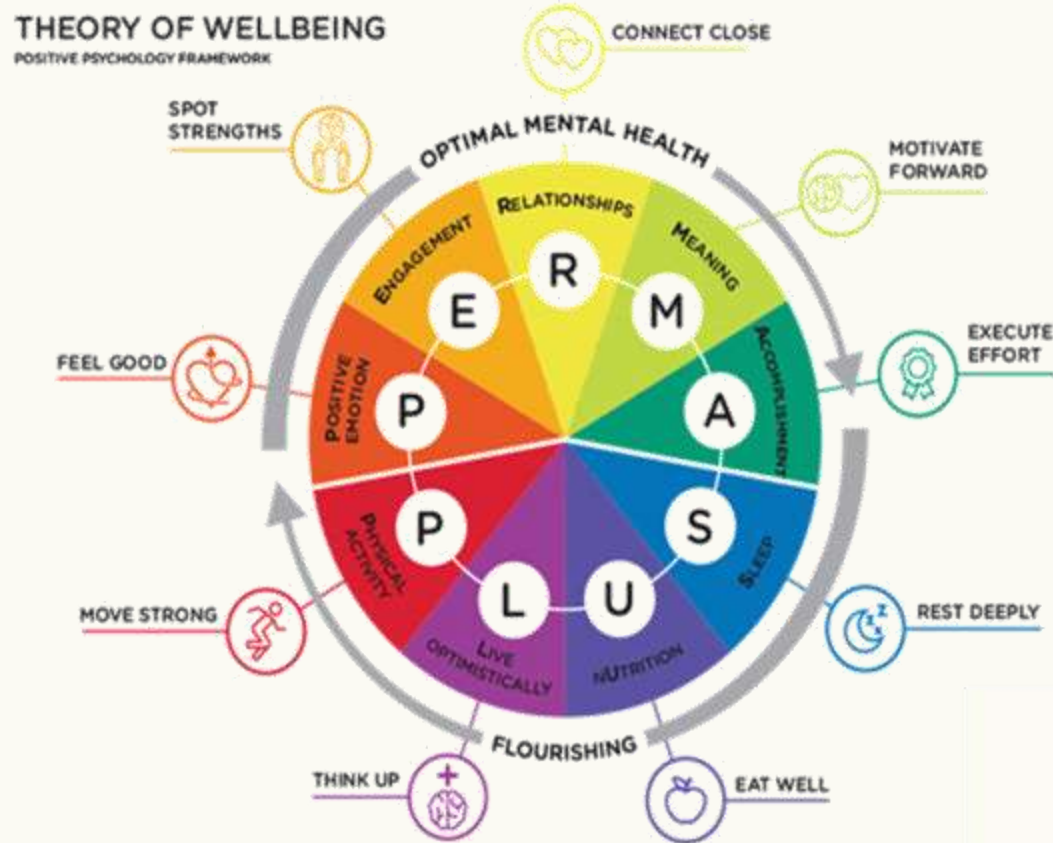 THEORY OF WELLBEING
POSITIVE PSYCHOLOGY FRAMEWORK
CONNECT CLOSE
SPOT
STRENGTHS
OPTIMAL MENTAL HEALTH
MOTIVATE
FORWARD
RELATIONSHIPS
ENGAGEMENT
MEANING
R
E
M
EXECUTE
EFFORT
FEEL GOOD
POSITIVE
EMOTION
P
A
ACCOMPLISHMENT
PHYSICAL
ACTIVITY
P
S
SLEEP
L
U
MOVE STRONG
REST DEEPLY
z
z
z
LIVE
OPTIMISTICALLY
NUTRITION
FLOURISHING
THINK UP
EAT WELL